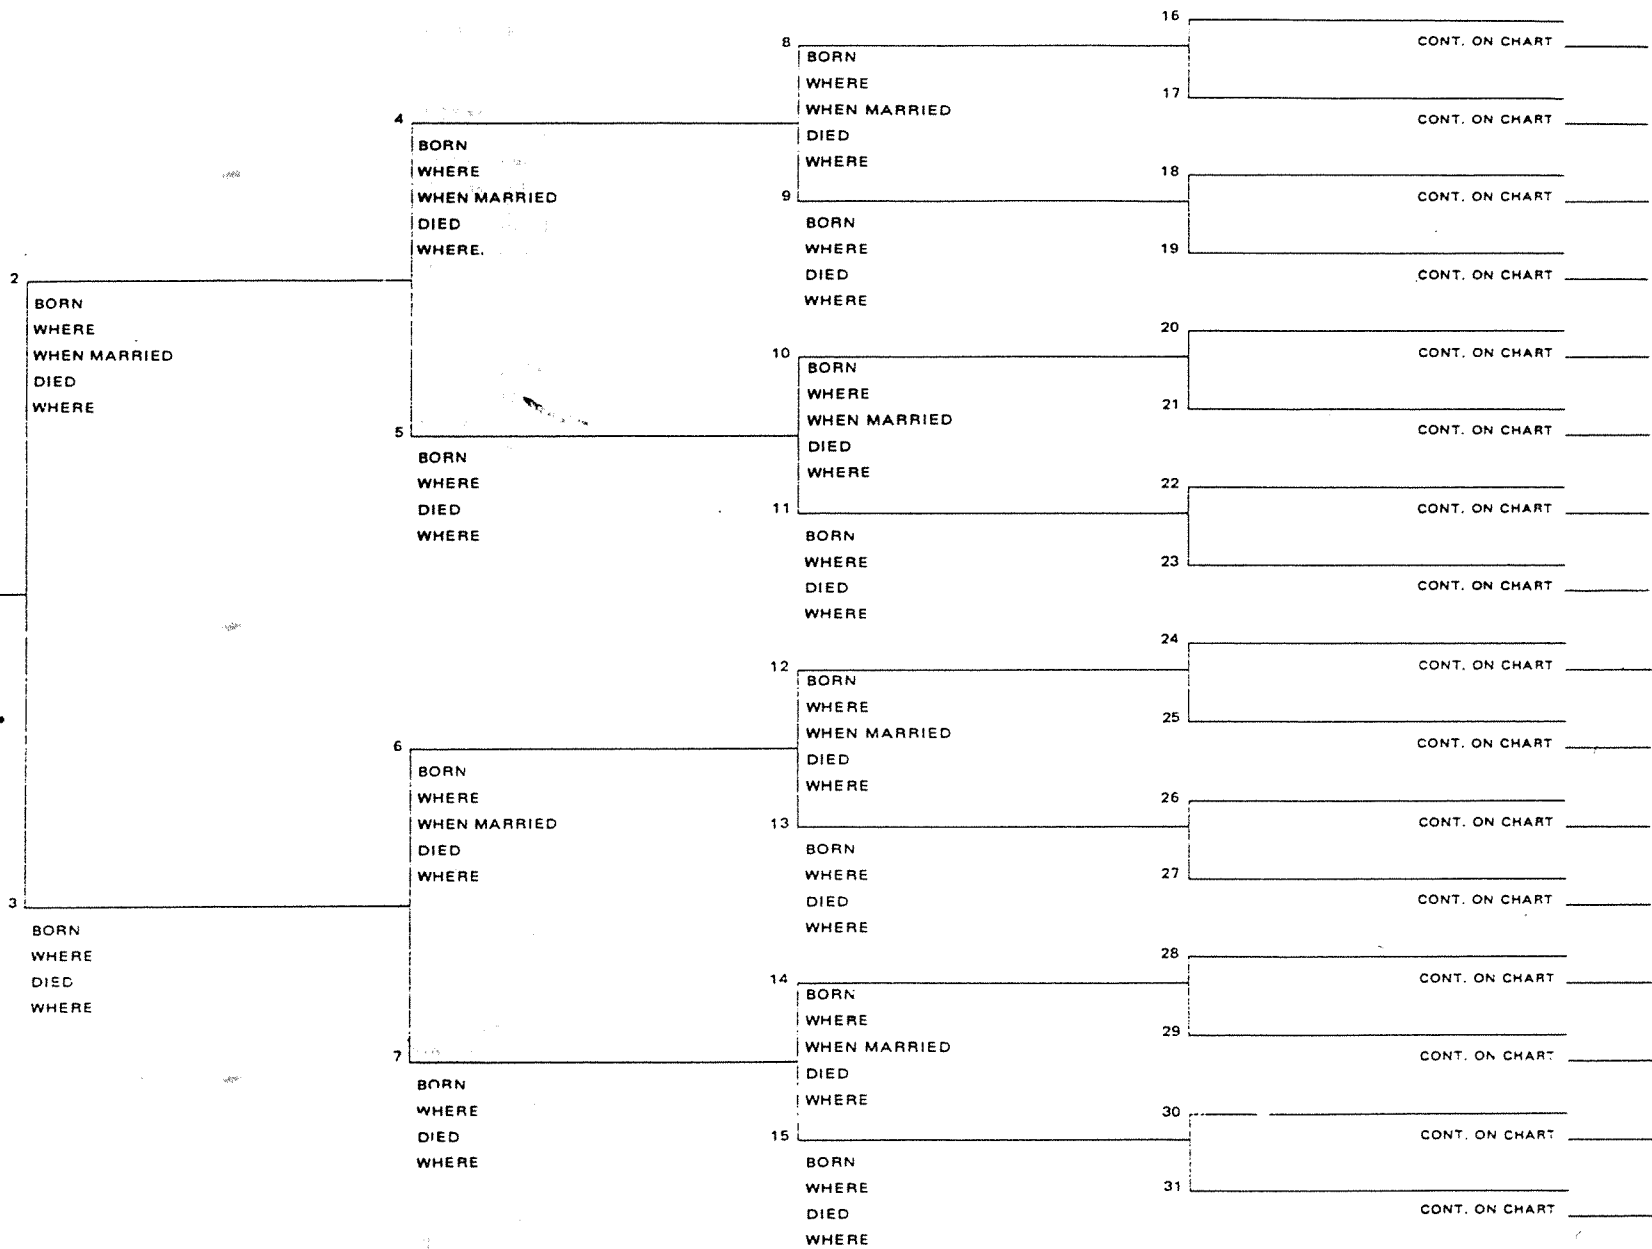 2
BORN
WHERE
WHEN MARRIED
DIED
WHERE
3
BORN
WHERE
DIED
WHERE
4
BORN
WHERE
WHEN MARRIED
DIED
WHERE.
5
BORN
WHERE
DIED
WHERE
6
BORN
WHERE
WHEN MARRIED
DIED
WHERE
7
BORN
WHERE
DIED
WHERE
8
BORN
WHERE
WHEN MARRIED
DIED
WHERE
9
BORN
WHERE
DIED
WHERE
10
BORN
WHERE
WHEN MARRIED
DIED
WHERE
11
BORN
WHERE
DIED
WHERE
12
BORN
WHERE
WHEN MARRIED
DIED
WHERE
13
BORN
WHERE
DIED
WHERE
14
BORN
WHERE
WHEN MARRIED
DIED
WHERE
15
BORN
WHERE
DIED
WHERE
16
CONT. ON CHART
17
CONT. ON CHART
18
CONT. ON CHART
19
CONT. ON CHART
20
CONT. ON CHART
21
CONT. ON CHART
22
CONT. ON CHART
23
CONT. ON CHART
24
CONT. ON CHART
25
CONT. ON CHART
26
CONT. ON CHART
27
CONT. ON CHART
28
CONT. ON CHART
29
CONT. ON CHART
30
CONT. ON CHART
31
CONT. ON CHART